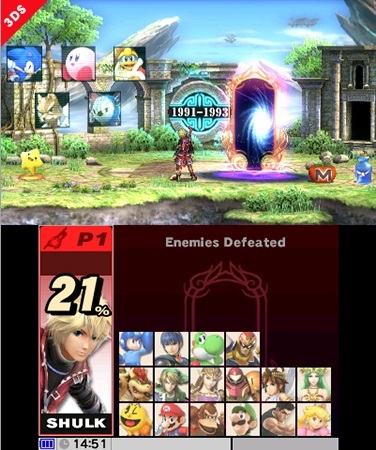 3DS
1991-1993
M
P1
Enemies Defeated
21%
SHULK
14:51